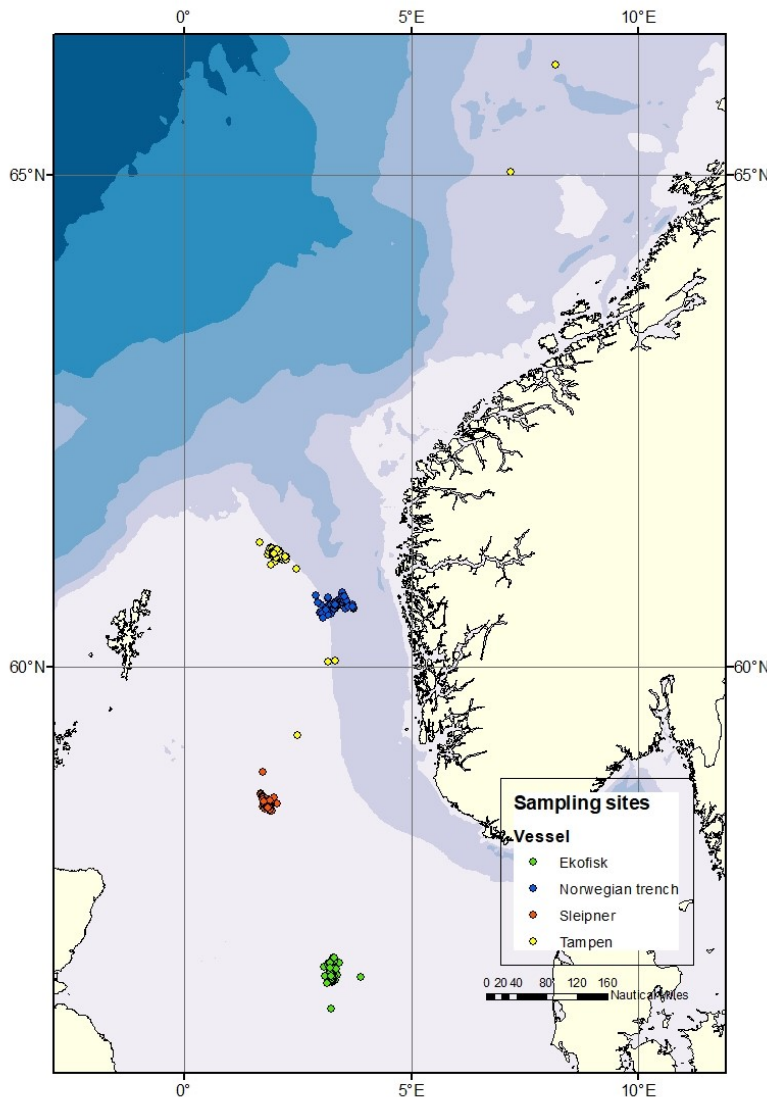 0° 5°E 10°E
65°N 65°N
60°N 60°N
Sampling sites
Vessel
Ekofisk
Norwegian trench
Sleipner
Tampen
0 20 40 80 120 160
Nautical Miles
0° 5°E 10°E